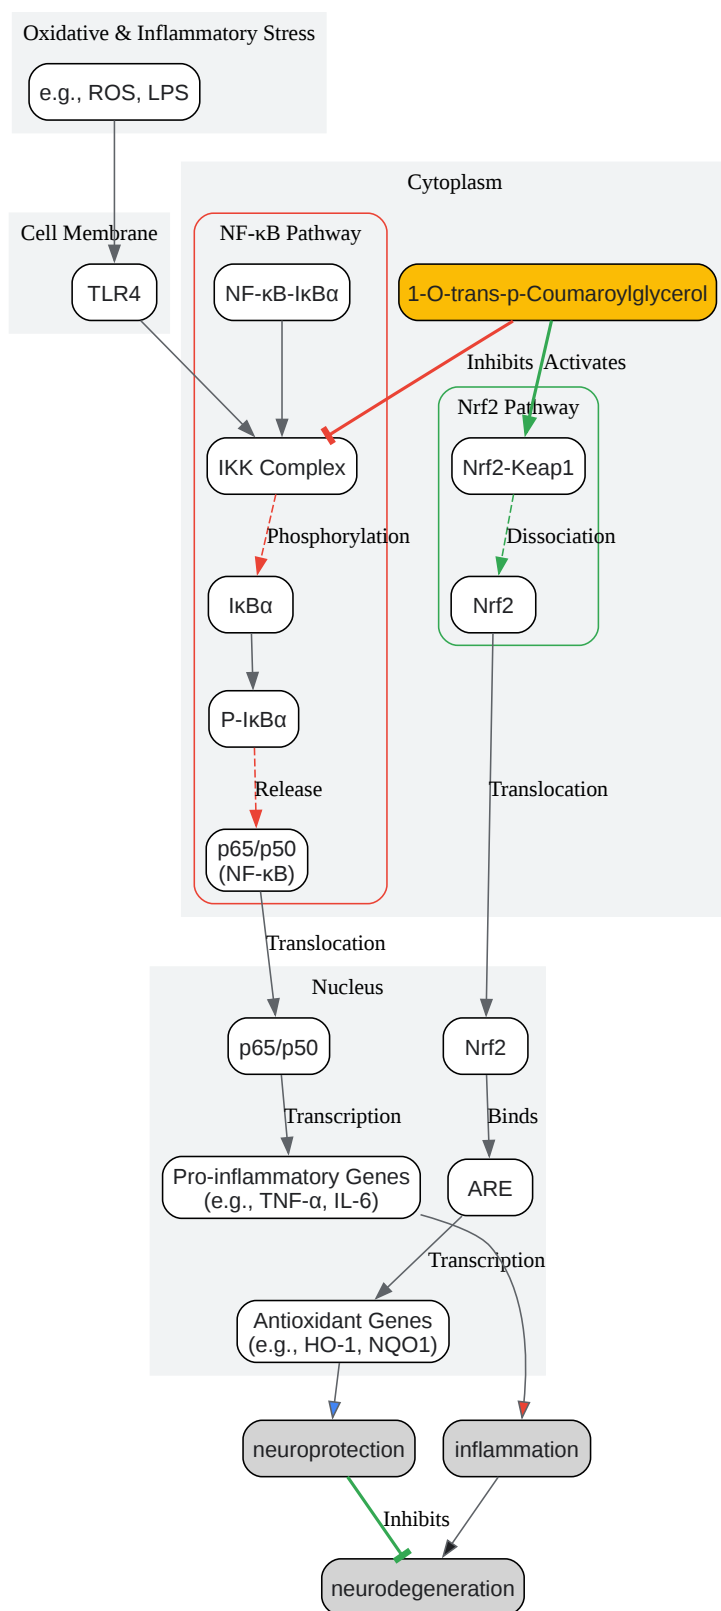 Oxidative & Inflammatory Stress
e.g., ROS, LPS
Cytoplasm
Cell Membrane
NF-κB Pathway
TLR4
NF-κB-IκBα
1-O-trans-p-Coumaroylglycerol
Inhibits
Activates
Nrf2 Pathway
IKK Complex
Nrf2-Keap1
Phosphorylation
Dissociation
IκBα
Nrf2
P-IκBα
Release
Translocation
p65/p50
(NF-κB)
Translocation
Nucleus
p65/p50
Nrf2
Transcription
Binds
Pro-inflammatory Genes
(e.g., TNF-α, IL-6)
ARE
Transcription
Antioxidant Genes
(e.g., HO-1, NQO1)
neuroprotection
inflammation
Inhibits
neurodegeneration